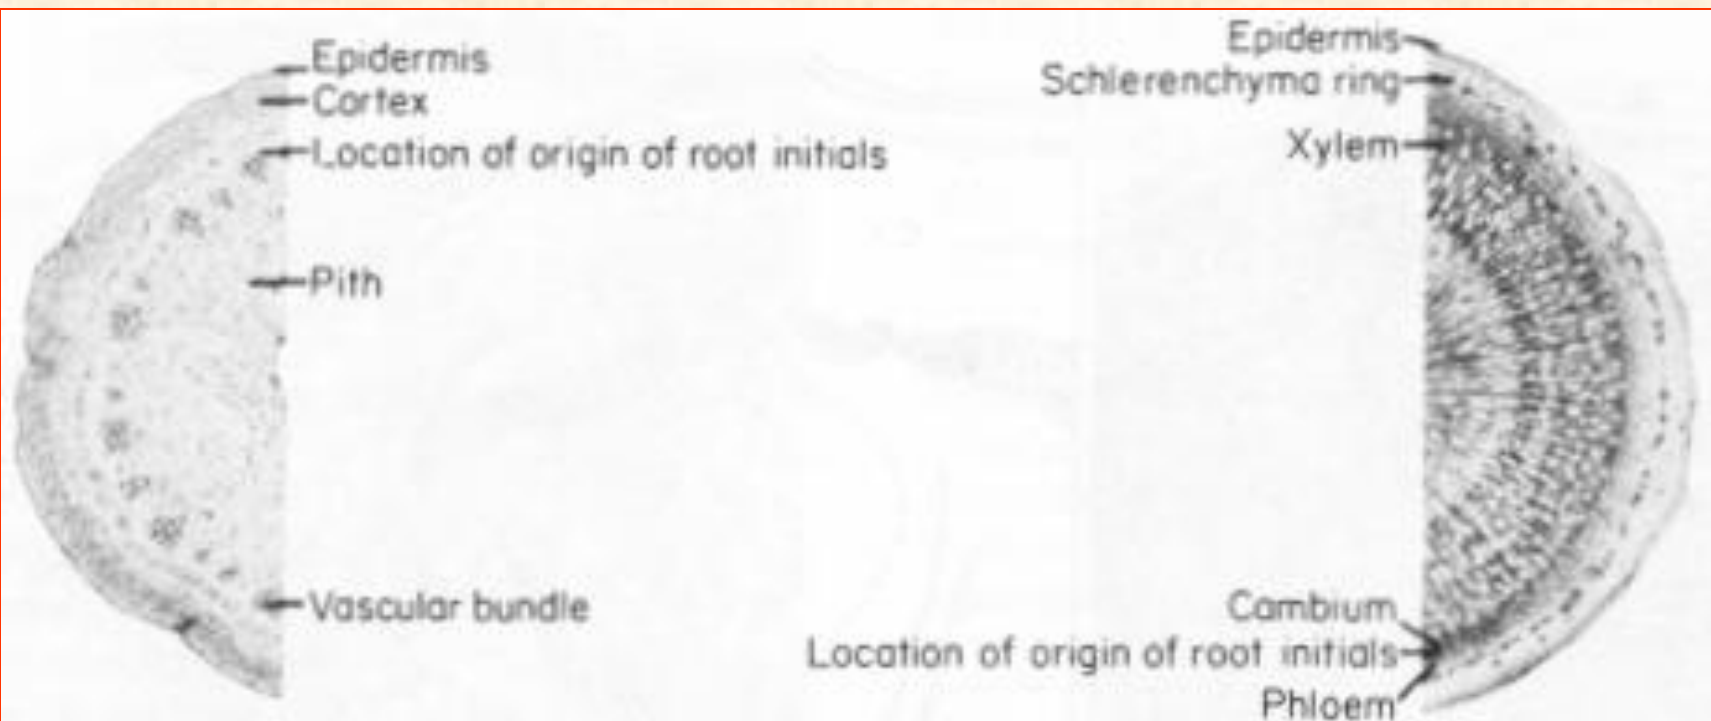 Epidermis
Cortex
Location of origin of root initials
Pith
Vascular bundle
Epidermis
Schlerenchyma ring
Xylem
Cambium
Location of origin of root initials
Phloem